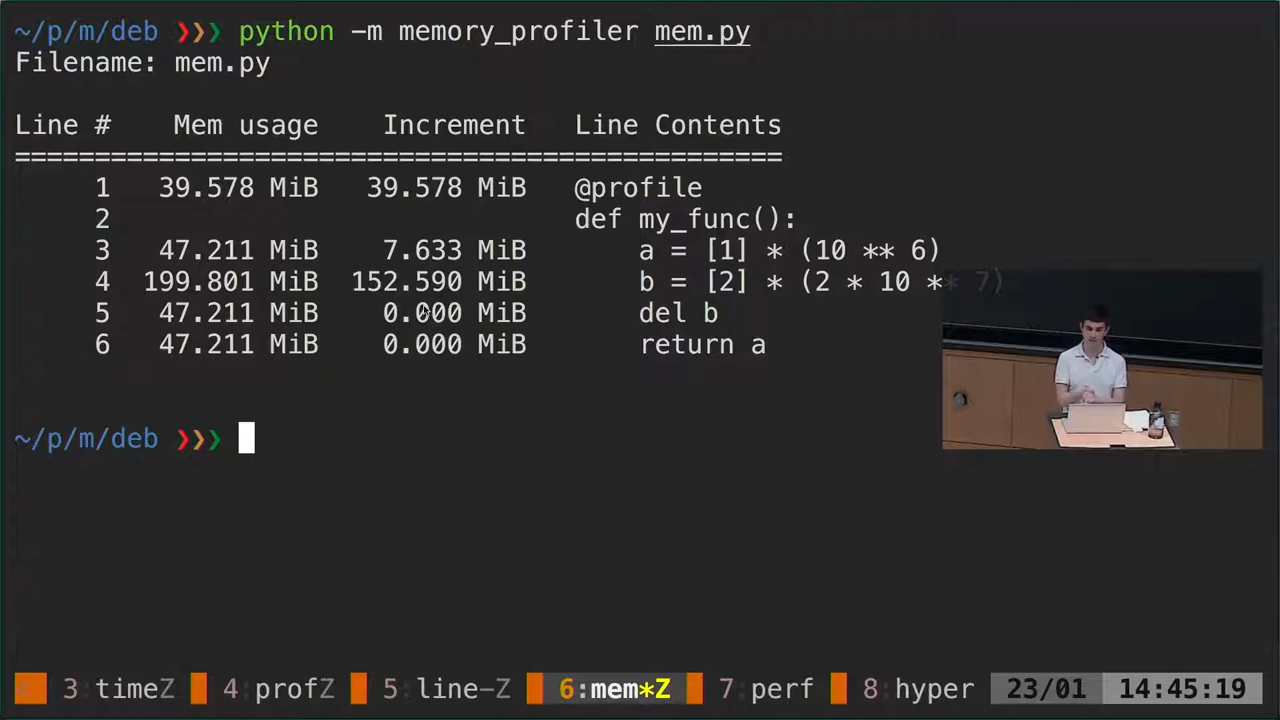 ~/p/m/deb ❯❯❯ python -m memory_profiler mem.py
Filename: mem.py
Line #    Mem usage    Increment   Line Contents
================================================
1   39.578 MiB   39.578 MiB   @profile
2                             def my_func():
3   47.211 MiB    7.633 MiB       a = [1] * (10 ** 6)
4  199.801 MiB  152.590 MiB       b = [2] * (2 * 10 ** 7)
5   47.211 MiB    0.000 MiB       del b
6   47.211 MiB    0.000 MiB       return a
~/p/m/deb ❯❯❯
3:timeZ 4:profZ 5:line-Z 6:mem*Z 7:perf 8:hyper 23/01 14:45:19